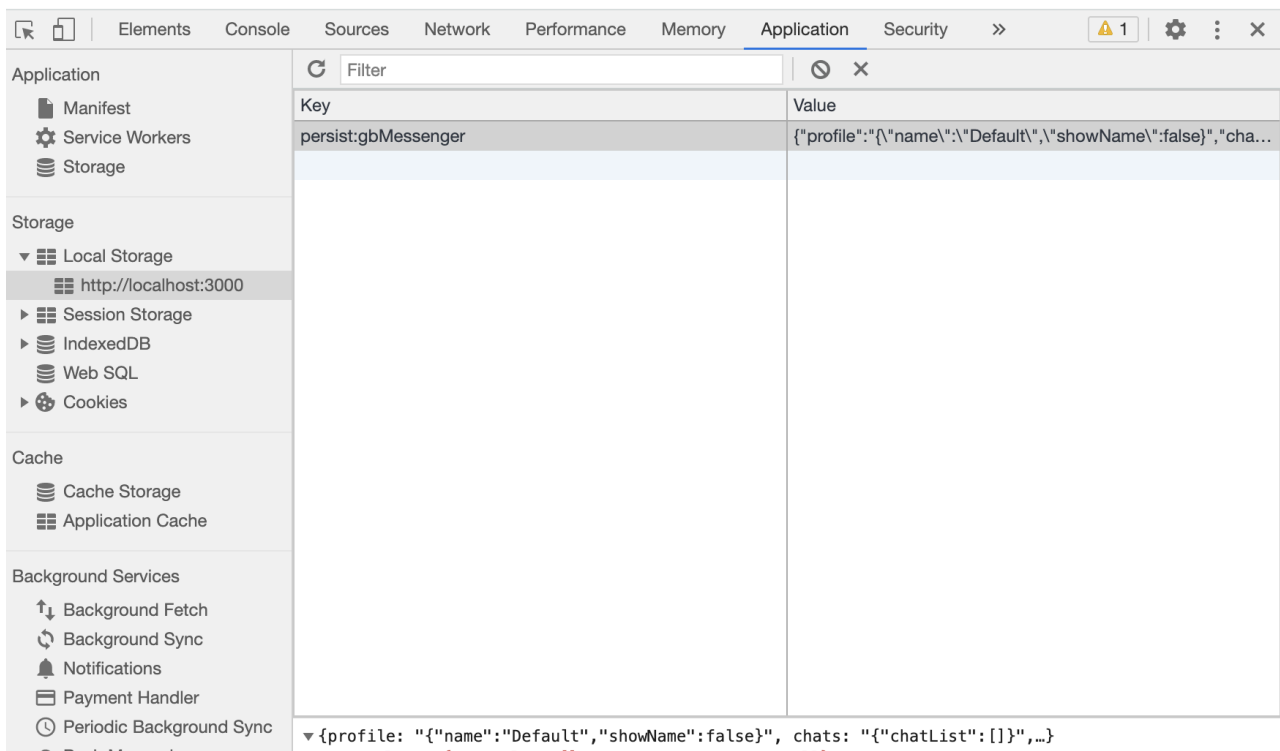 Elements Console Sources Network Performance Memory Application Security » 1
Application
Manifest
Service Workers
Storage
Storage
Local Storage
http://localhost:3000
Session Storage
IndexedDB
Web SQL
Cookies
Cache
Cache Storage
Application Cache
Background Services
Background Fetch
Background Sync
Notifications
Payment Handler
Periodic Background Sync
Filter
Key Value
persist:gbMessenger {"profile":"{\"name\":\"Default\",\"showName\":false}","cha…
{profile: "{"name":"Default","showName":false}", chats: "{"chatList":[]}",…}